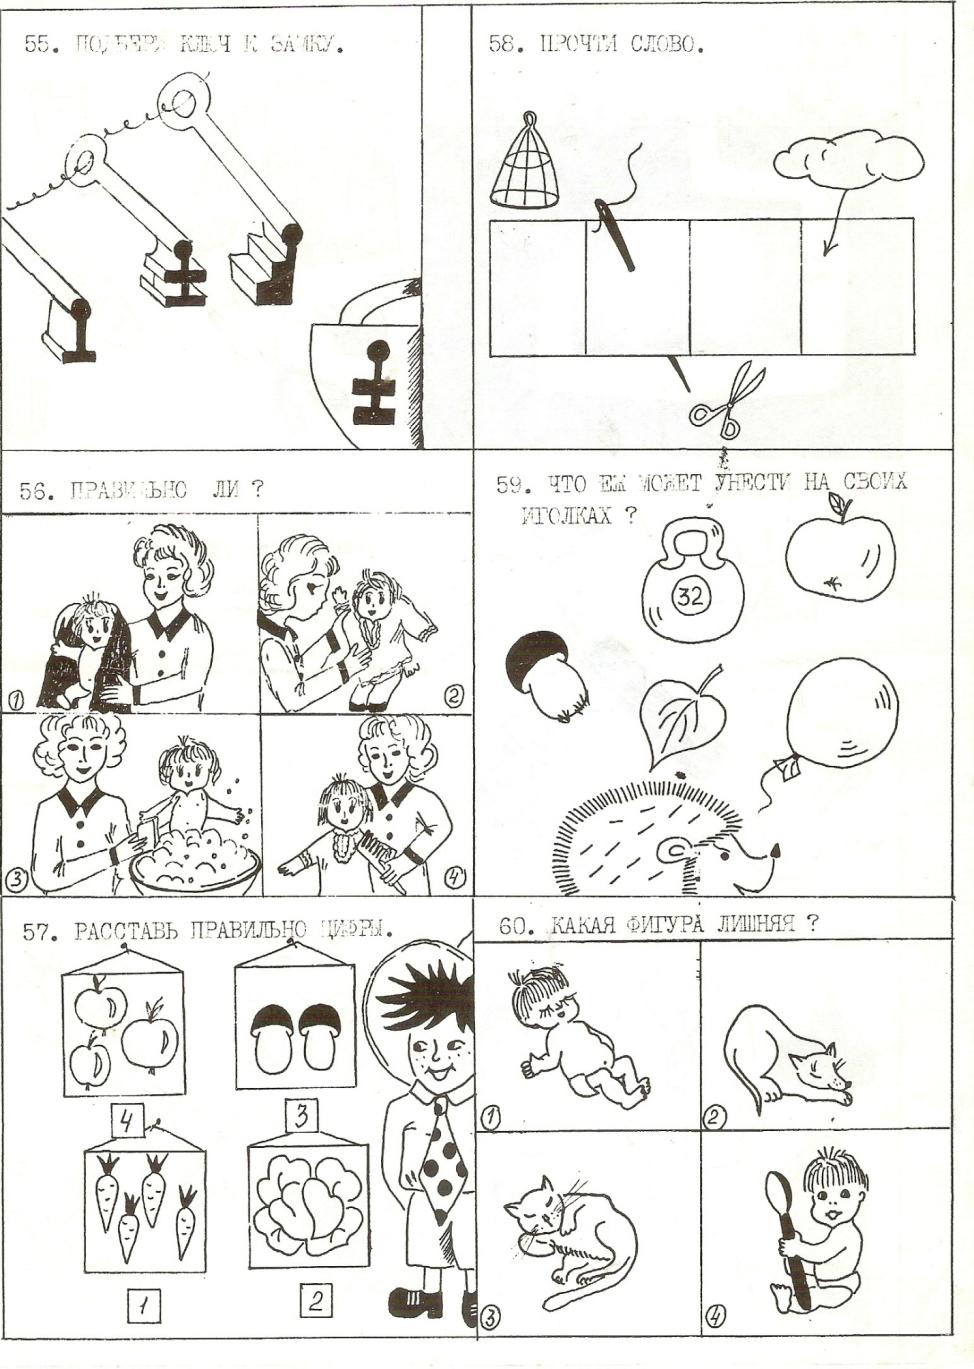 55. ПОДБЕРИ КЛЮЧ К ЗАМКУ.
58. ПРОЧТИ СЛОВО.
56. ПРАВИЛЬНО ЛИ ?
1
2
3
4
59. ЧТО ЕЖ МОЖЕТ УНЕСТИ НА СВОИХ
ИГОЛКАХ ?
32
57. РАССТАВЬ ПРАВИЛЬНО ЦИФРЫ.
4
3
1
2
60. КАКАЯ ФИГУРА ЛИШНЯЯ ?
1
2
3
4